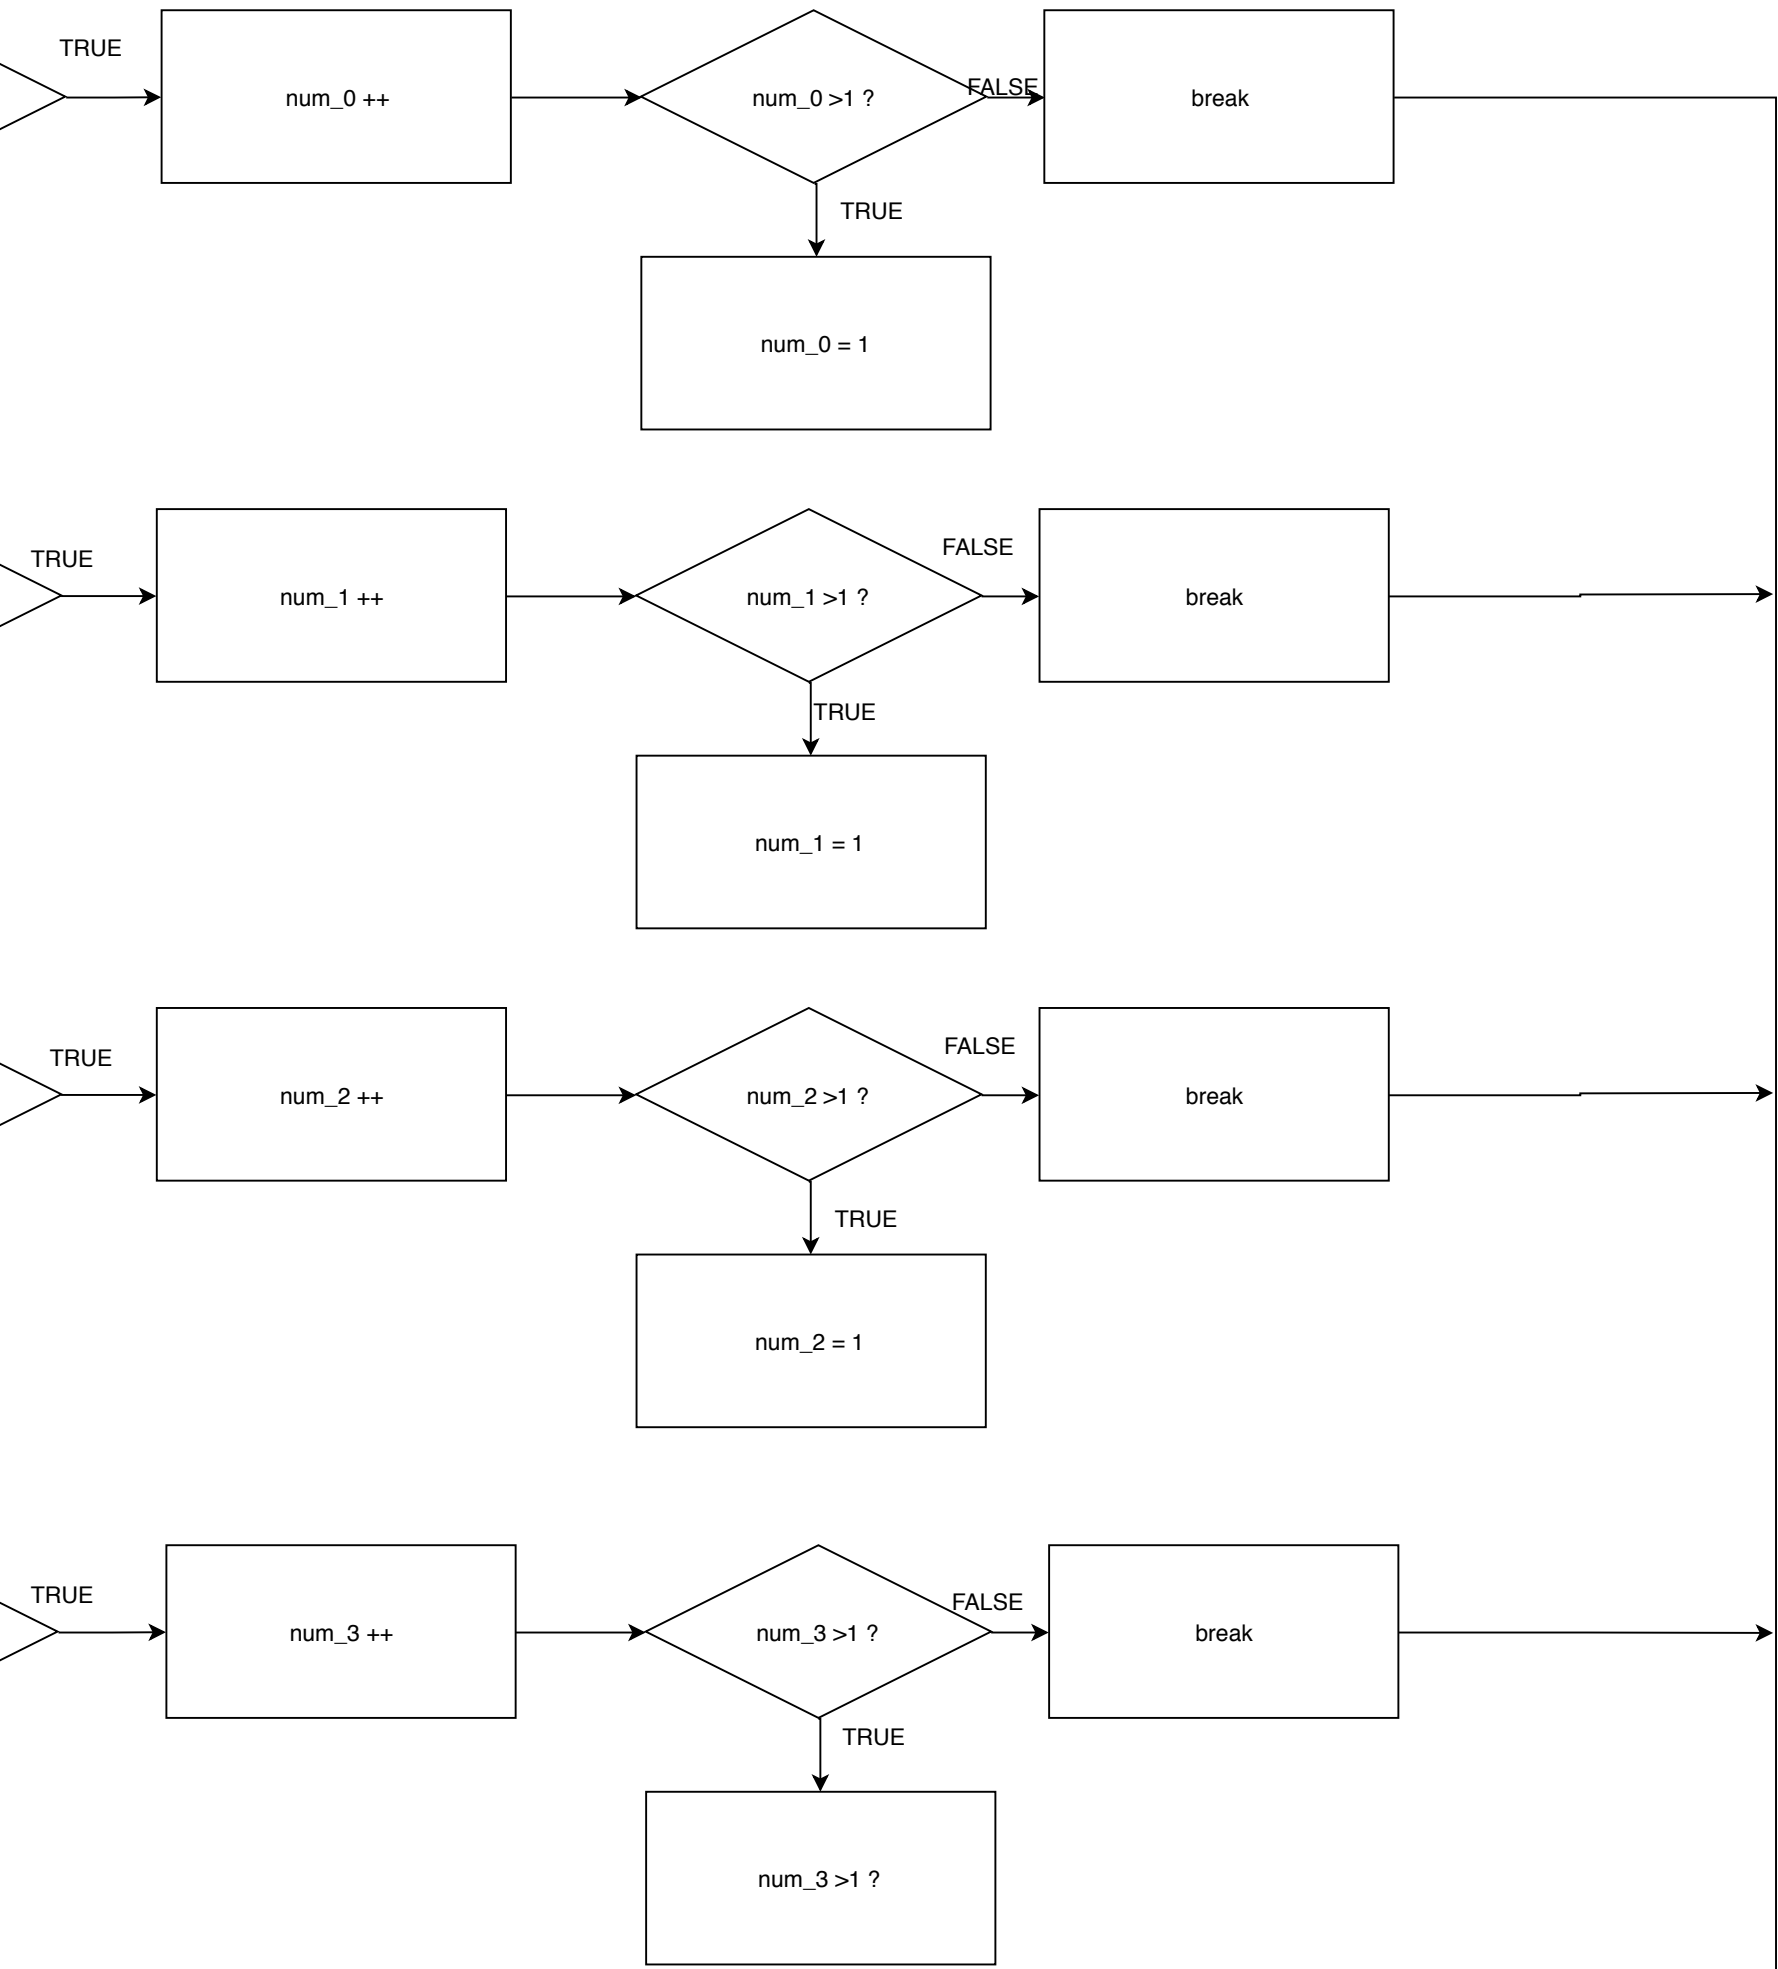 TRUE
num_0 ++
num_0 >1 ?
FALSE
break
TRUE
num_0 = 1
TRUE
num_1 ++
num_1 >1 ?
FALSE
break
TRUE
num_1 = 1
TRUE
num_2 ++
num_2 >1 ?
FALSE
break
TRUE
num_2 = 1
TRUE
num_3 ++
num_3 >1 ?
FALSE
break
TRUE
num_3 >1 ?